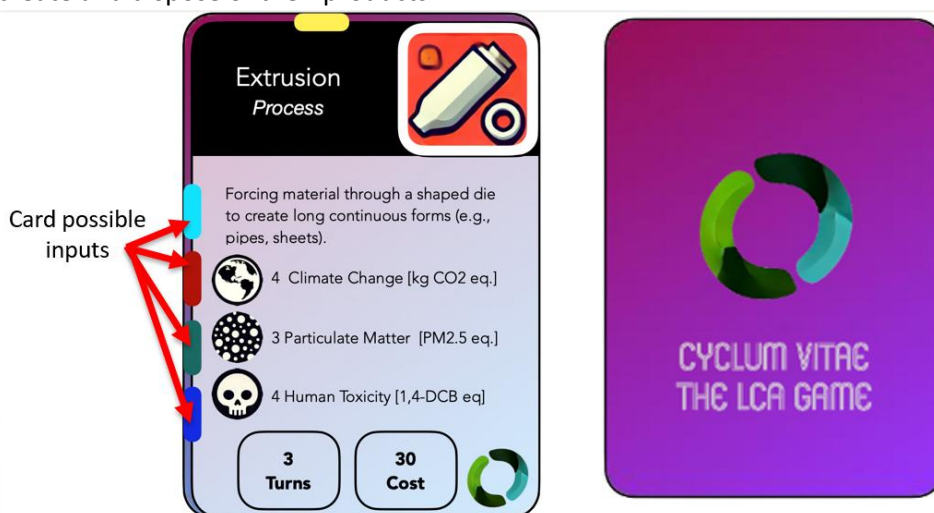 Extrusion
Process
Card possible
inputs
Forcing material through a shaped die
to create long continuous forms (e.g.,
pipes, sheets).
4 Climate Change [kg CO2 eq.]
3 Particulate Matter [PM2.5 eq.]
4 Human Toxicity [1,4-DCB eq]
3
Turns
30
Cost
CYCLUM VITAE
THE LCA GAME